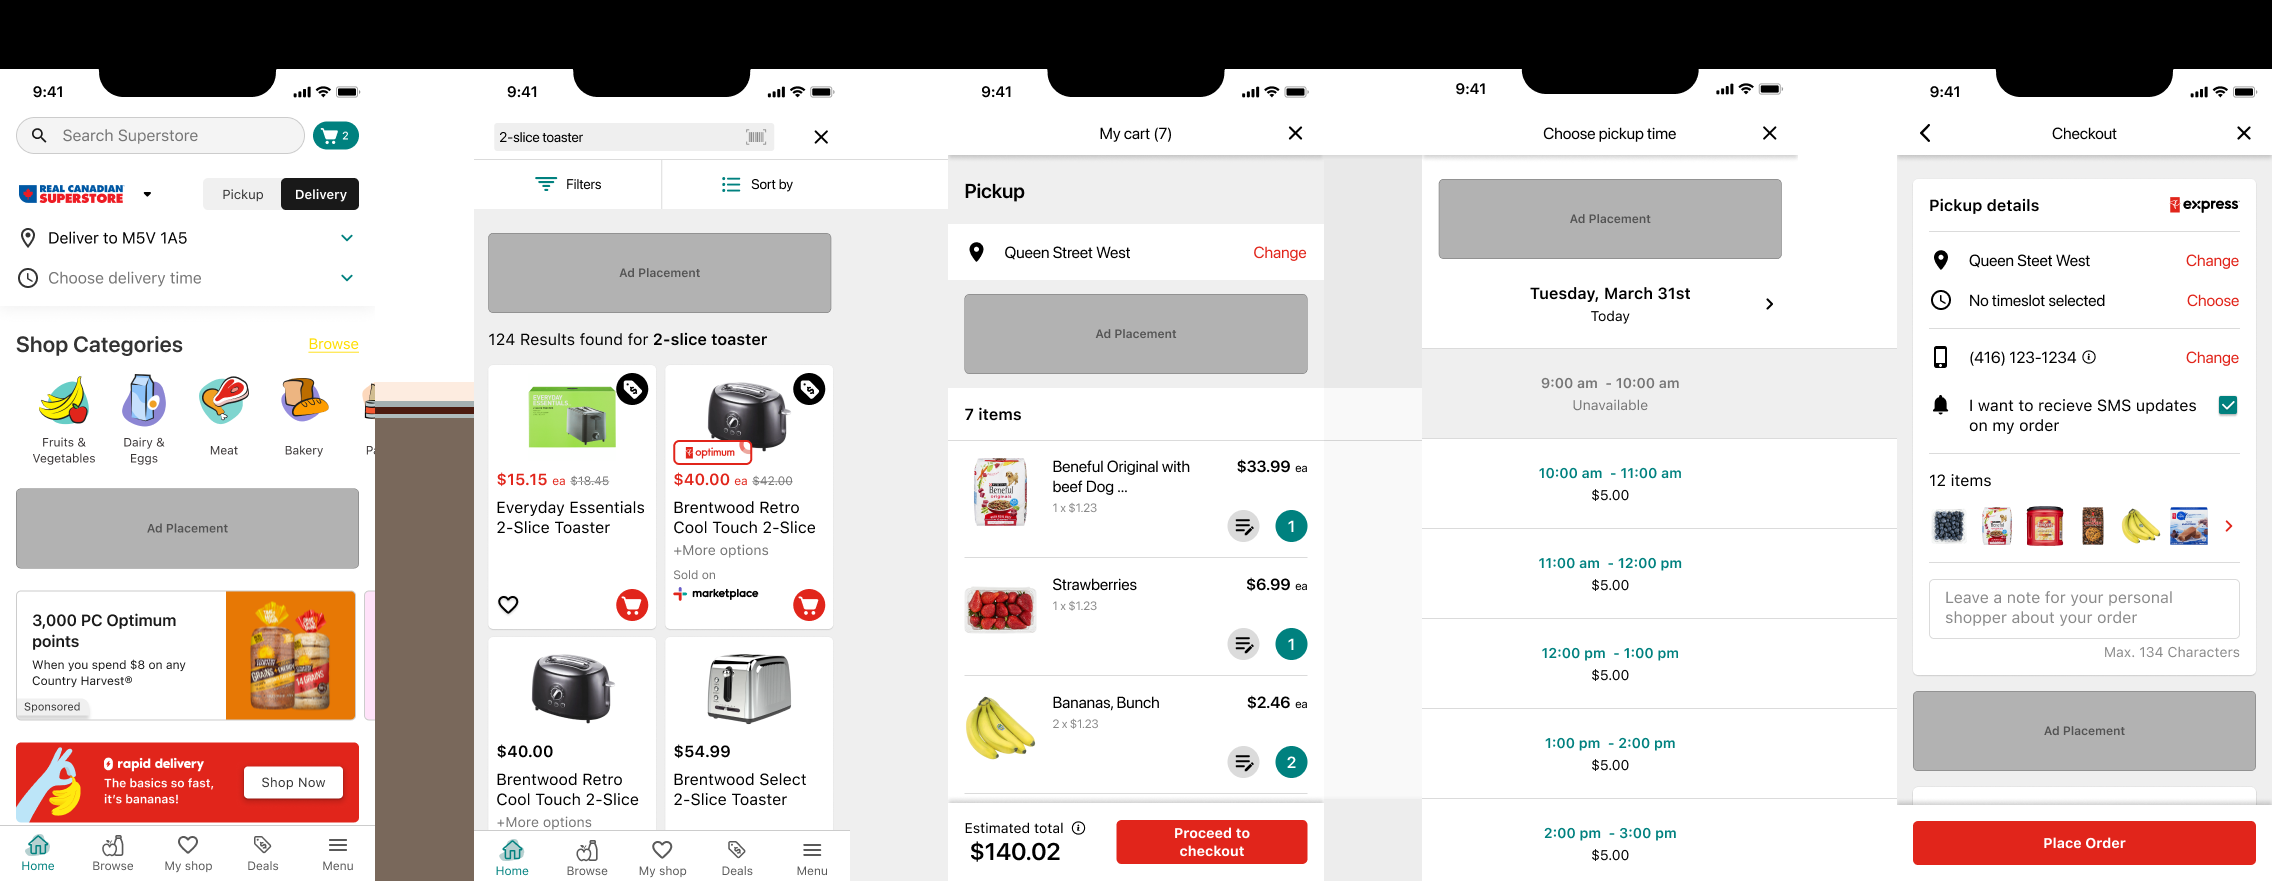 9:41
Search Superstore
2
REAL CANADIAN
SUPERSTORE
Pickup
Delivery
Deliver to M5V 1A5
Choose delivery time
Shop Categories
Browse
Fruits &
Vegetables
Dairy &
Eggs
Meat
Bakery
Pa
Ad Placement
3,000 PC Optimum
points
When you spend $8 on any
Country Harvest®
Sponsored
rapid delivery
The basics so fast,
it's bananas!
Shop Now
Home
Browse
My shop
Deals
Menu
9:41
2-slice toaster
Filters
Sort by
Ad Placement
124 Results found for 2-slice toaster
EVERYDAY
ESSENTIALS
$15.15 ea $18.45
Everyday Essentials
2-Slice Toaster
optimum
$40.00 ea $42.00
Brentwood Retro
Cool Touch 2-Slice
+More options
Sold on
marketplace
$40.00
Brentwood Retro
Cool Touch 2-Slice
+More options
$54.99
Brentwood Select
2-Slice Toaster
Home
Browse
My shop
Deals
Menu
9:41
My cart (7)
Pickup
Queen Street West
Change
Ad Placement
7 items
Beneful
Beneful Original with
beef Dog ...
1 x $1.23
$33.99 ea
1
Strawberries
1 x $1.23
$6.99 ea
1
Bananas, Bunch
2 x $1.23
$2.46 ea
2
Estimated total
$140.02
Proceed to
checkout
9:41
Choose pickup time
Ad Placement
Tuesday, March 31st
Today
9:00 am - 10:00 am
Unavailable
10:00 am - 11:00 am
$5.00
11:00 am - 12:00 pm
$5.00
12:00 pm - 1:00 pm
$5.00
1:00 pm - 2:00 pm
$5.00
2:00 pm - 3:00 pm
$5.00
9:41
Checkout
Pickup details
express
Queen Steet West
Change
No timeslot selected
Choose
(416) 123-1234
Change
I want to recieve SMS updates
on my order
12 items
Leave a note for your personal
shopper about your order
Max. 134 Characters
Ad Placement
Place Order